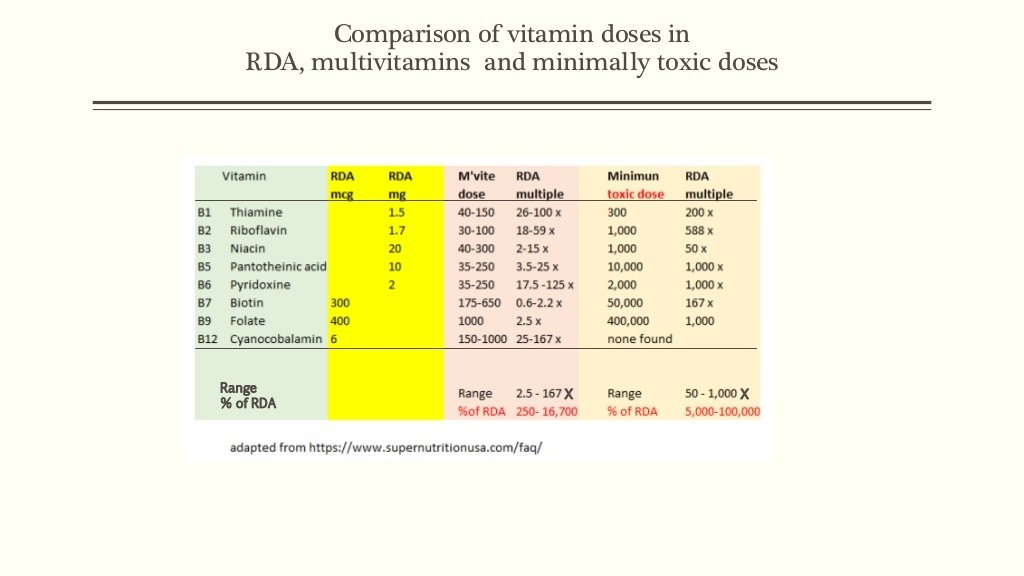 Comparison of vitamin doses in
RDA, multivitamins and minimally toxic doses
Vitamin RDA RDA M'vite RDA Minimun RDA
mcg mg dose multiple toxic dose multiple
B1 Thiamine 1.5 40-150 26-100 x 300 200 x
B2 Riboflavin 1.7 30-100 18-59 x 1,000 588 x
B3 Niacin 20 40-300 2-15 x 1,000 50 x
B5 Pantotheinic acid 10 35-250 3.5-25 x 10,000 1,000 x
B6 Pyridoxine 2 35-250 17.5 -125 x 2,000 1,000 x
B7 Biotin 300 175-650 0.6-2.2 x 50,000 167 x
B9 Folate 400 1000 2.5 x 400,000 1,000
B12 Cyanocobalamin 6 150-1000 25-167 x none found
Range Range 2.5 - 167 X Range 50 - 1,000 X
% of RDA %of RDA 250- 16,700 % of RDA 5,000-100,000
adapted from https://www.supernutritionusa.com/faq/